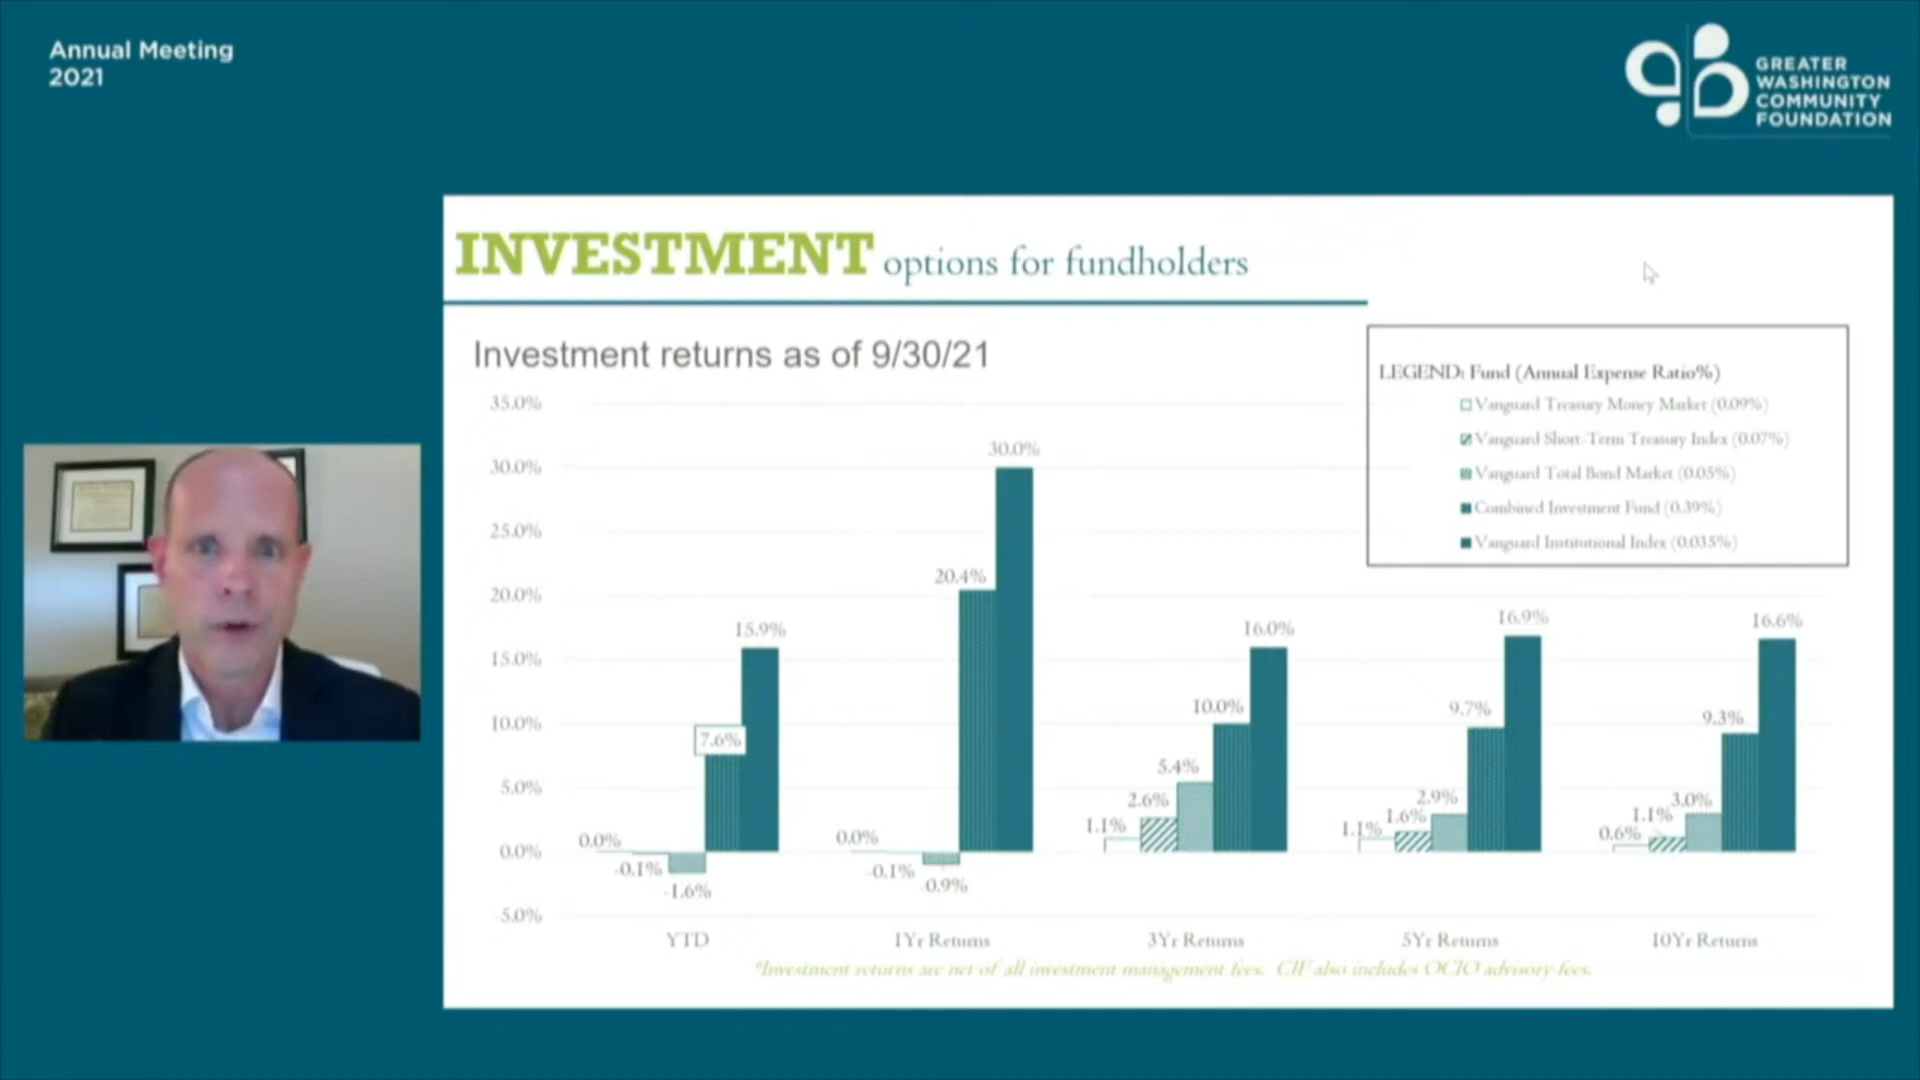 Annual Meeting
2021
GREATER
WASHINGTON
COMMUNITY
FOUNDATION
INVESTMENT options for fundholders
Investment returns as of 9/30/21
LEGEND: Fund (Annual Expense Ratio%)
Vanguard Treasury Money Market (0.09%)
Vanguard Short-Term Treasury Index (0.07%)
Vanguard Total Bond Market (0.05%)
Combined Investment Fund (0.39%)
Vanguard Institutional Index (0.035%)
35.0%
30.0%
25.0%
20.0%
15.0%
10.0%
5.0%
0.0%
-5.0%
0.0%
-0.1%
-1.6%
7.6%
15.9%
0.0%
-0.1%
-0.9%
20.4%
30.0%
1.1%
2.6%
5.4%
10.0%
16.0%
1.1%
1.6%
2.9%
9.7%
16.9%
0.6%
1.1%
3.0%
9.3%
16.6%
YTD
1Yr Returns
3Yr Returns
5Yr Returns
10Yr Returns
*Investment returns are net of all investment management fees. CIF also includes OCIO advisory fees.